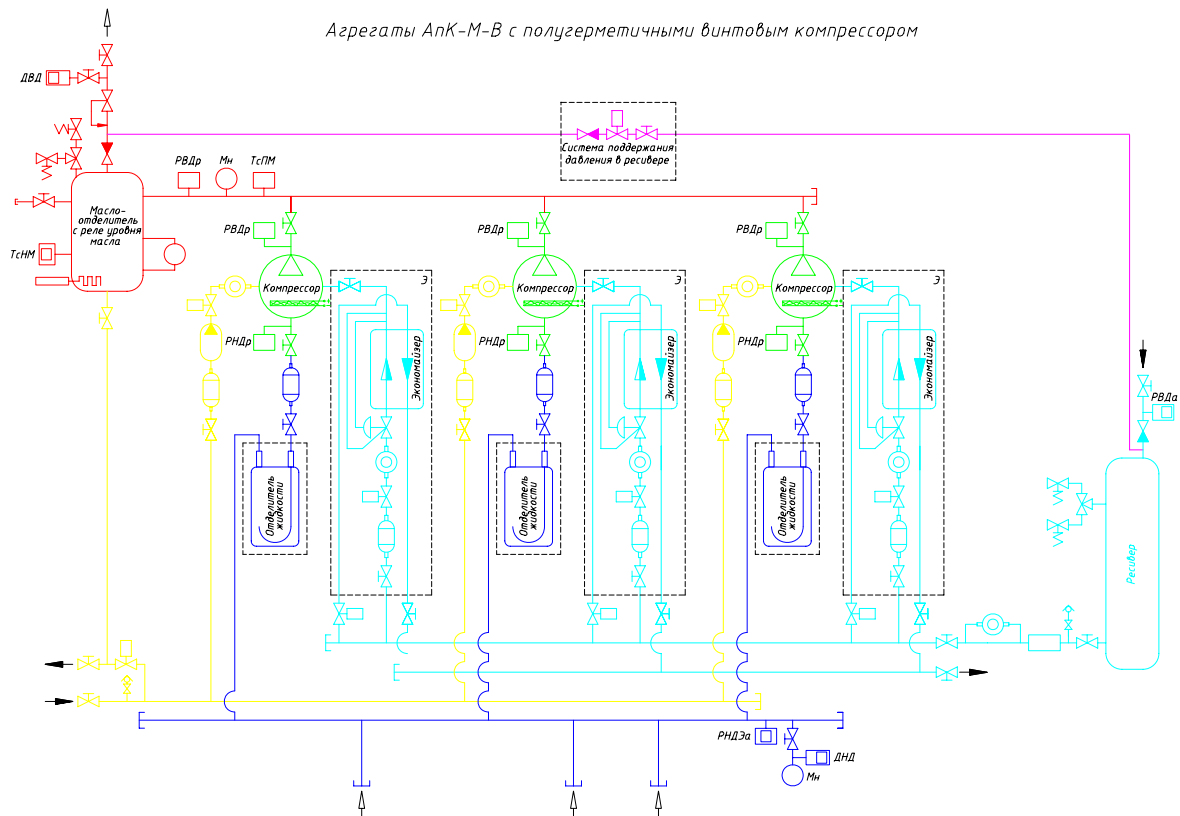 Агрегаты АпК-М-В с полугерметичными винтовым компрессором
ДВД
Система поддержания
давления в ресивере
РВДр
Мн
ТсПМ
Масло-
отделитель
с реле уровня
масла
ТсНМ
РВДр
РВДр
РВДр
Э
Э
Э
Компрессор
Компрессор
Компрессор
РНДр
РНДр
РНДр
Экономайзер
Экономайзер
Экономайзер
РВДа
Отделитель
жидкости
Отделитель
жидкости
Отделитель
жидкости
Ресивер
РНДЭа
ДНД
Мн